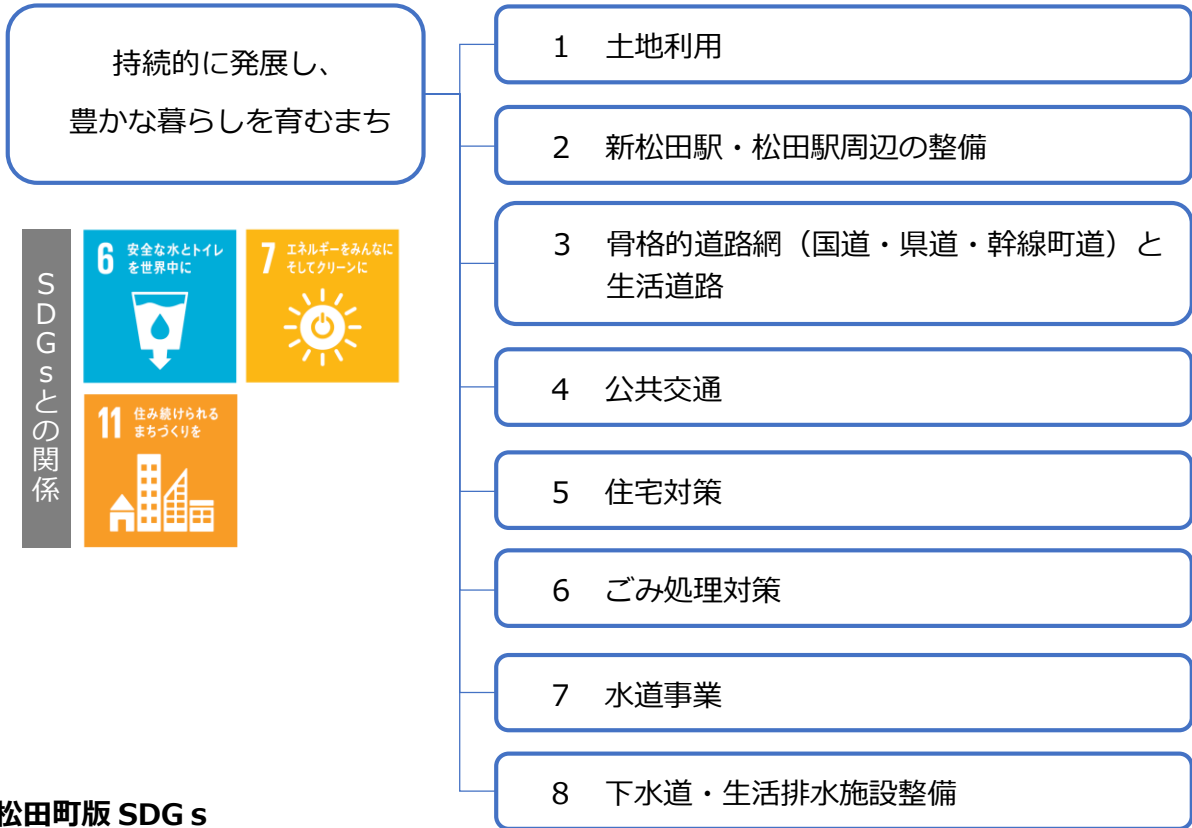 持続的に発展し、
豊かな暮らしを育むまち
1 土地利用
2 新松田駅・松田駅周辺の整備
3 骨格的道路網（国道・県道・幹線町道）と
生活道路
4 公共交通
5 住宅対策
6 ごみ処理対策
7 水道事業
8 下水道・生活排水施設整備
SDGsとの関係
6 安全な水とトイレ
を世界中に
7 エネルギーをみんなに
そしてクリーンに
11 住み続けられる
まちづくりを
松田町版 SDGs